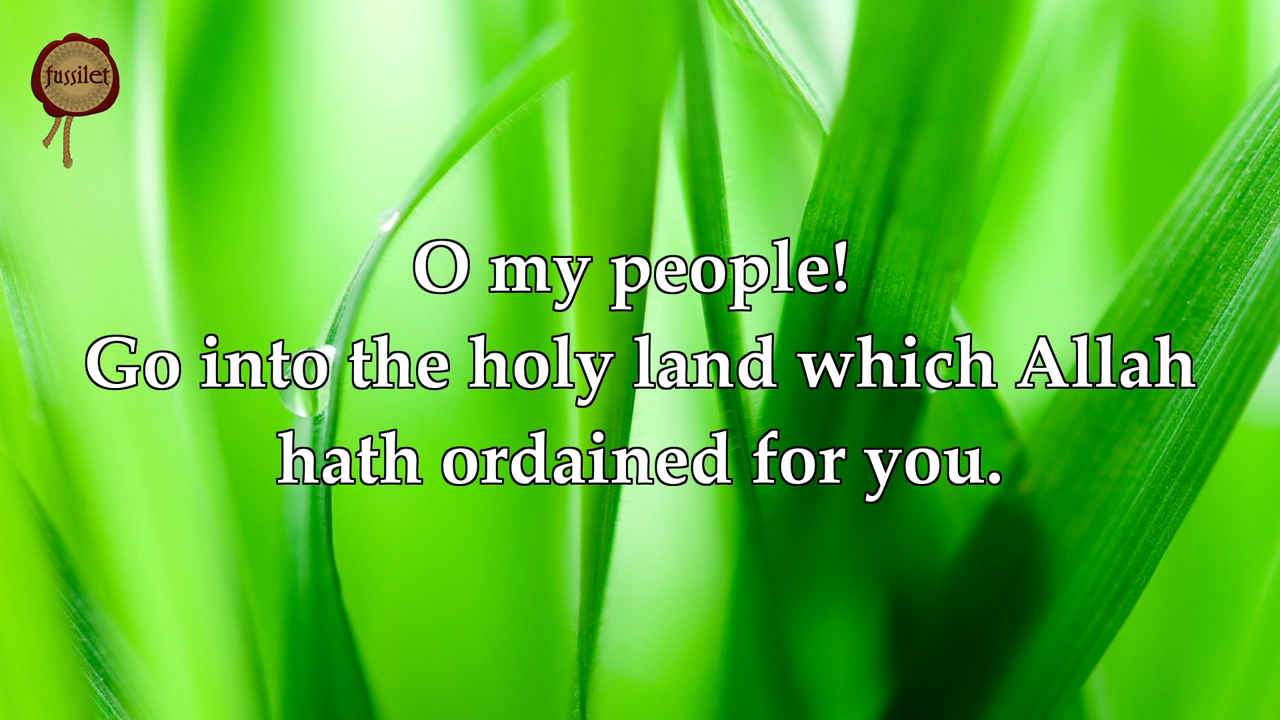 fussilet
O my people!
Go into the holy land which Allah
hath ordained for you.